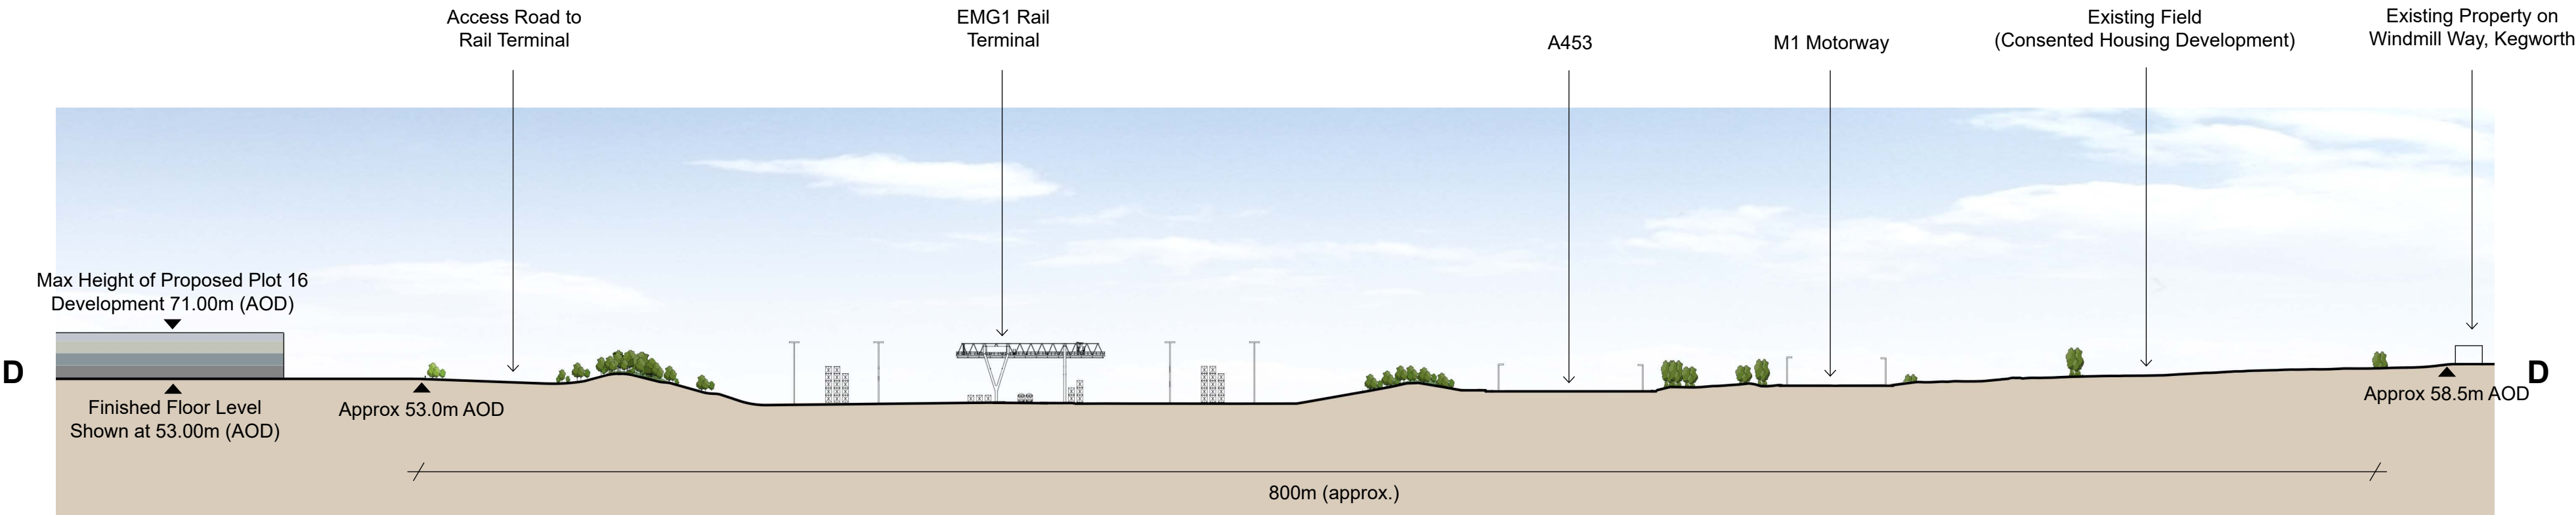 Access Road to
Rail Terminal
EMG1 Rail
Terminal
A453
M1 Motorway
Existing Field
(Consented Housing Development)
Existing Property on
Windmill Way, Kegworth
Max Height of Proposed Plot 16
Development 71.00m (AOD)
D
D
Finished Floor Level
Shown at 53.00m (AOD)
Approx 53.0m AOD
Approx 58.5m AOD
800m (approx.)